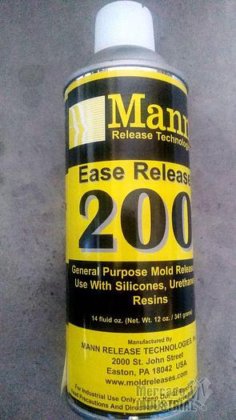 Mann
Release Technologies
Ease Release
200
General Purpose Mold Release
Use With Silicones, Urethane
Resins
14 fluid oz. (Net Wt. 12 oz. / 341 grams)
Manufactured By
MANN RELEASE TECHNOLOGIES,
2000 St. John Street
Easton, PA 18042 USA
www.moldreleases.com
For Industrial Use Only